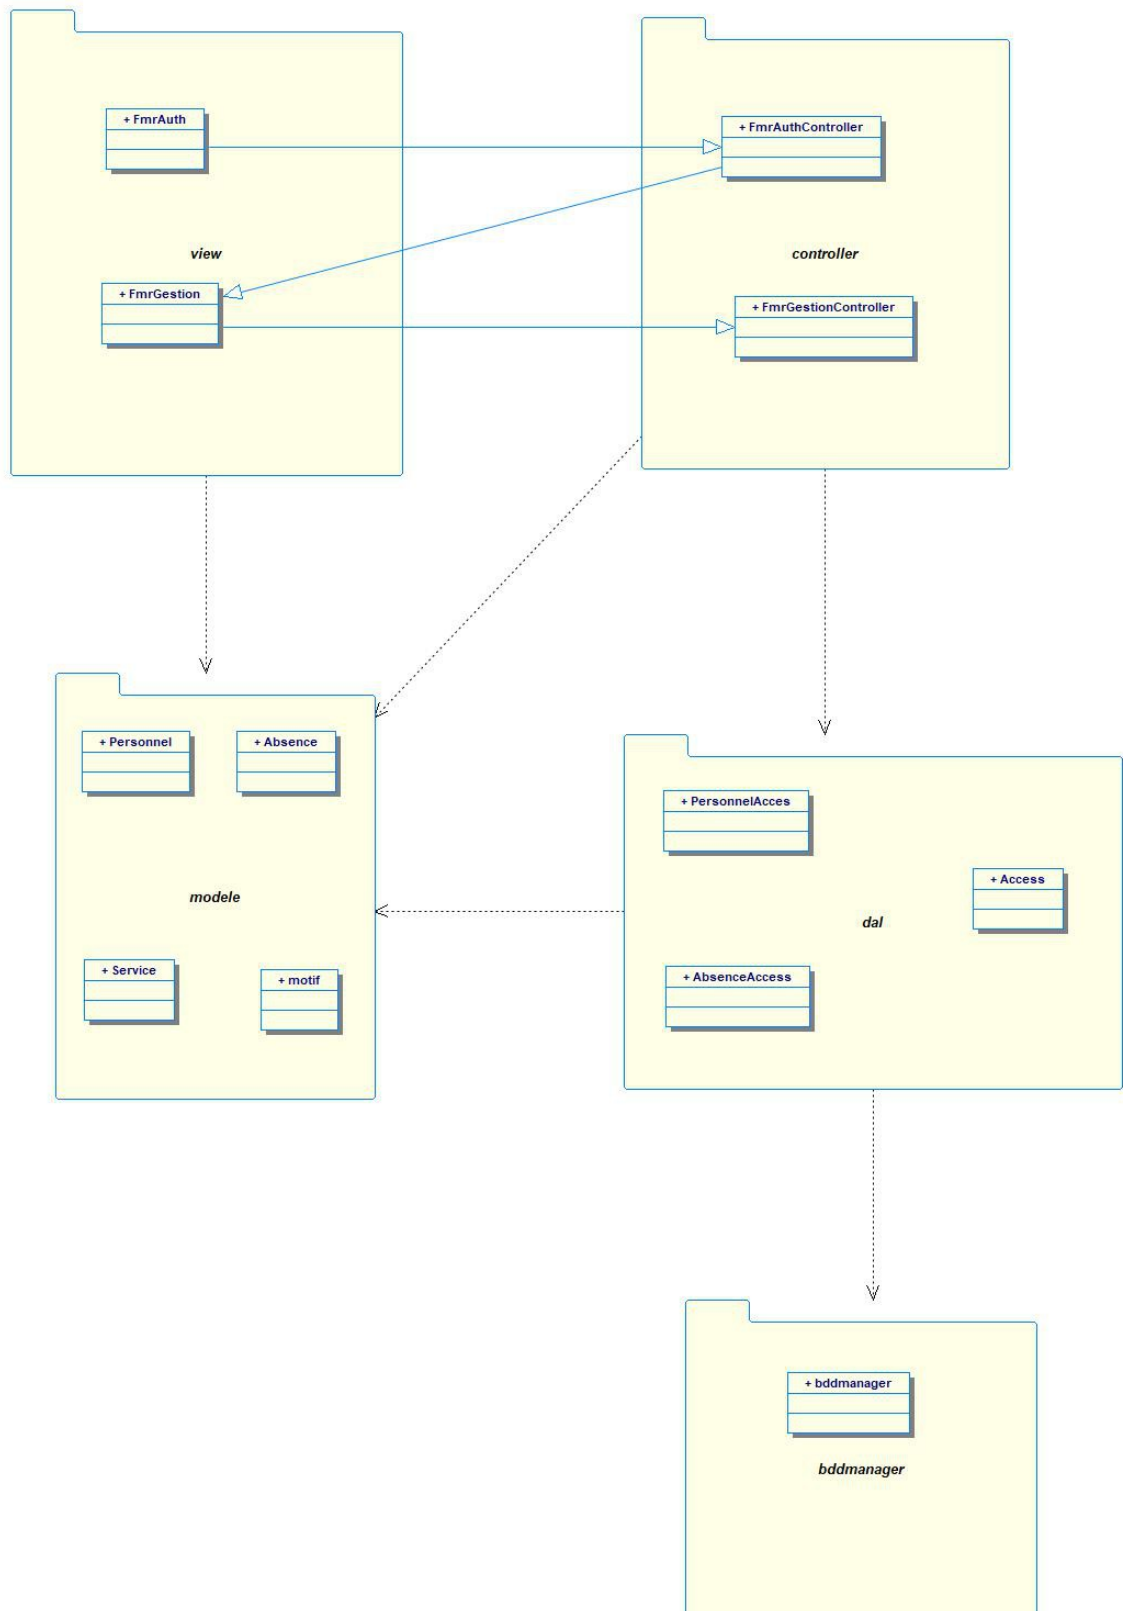 + FmrAuth
+ FmrAuthController
view
controller
+ FmrGestion
+ FmrGestionController
+ Personnel
+ Absence
+ PersonnelAcces
+ Access
modele
dal
+ Service
+ motif
+ AbsenceAccess
+ bddmanager
bddmanager